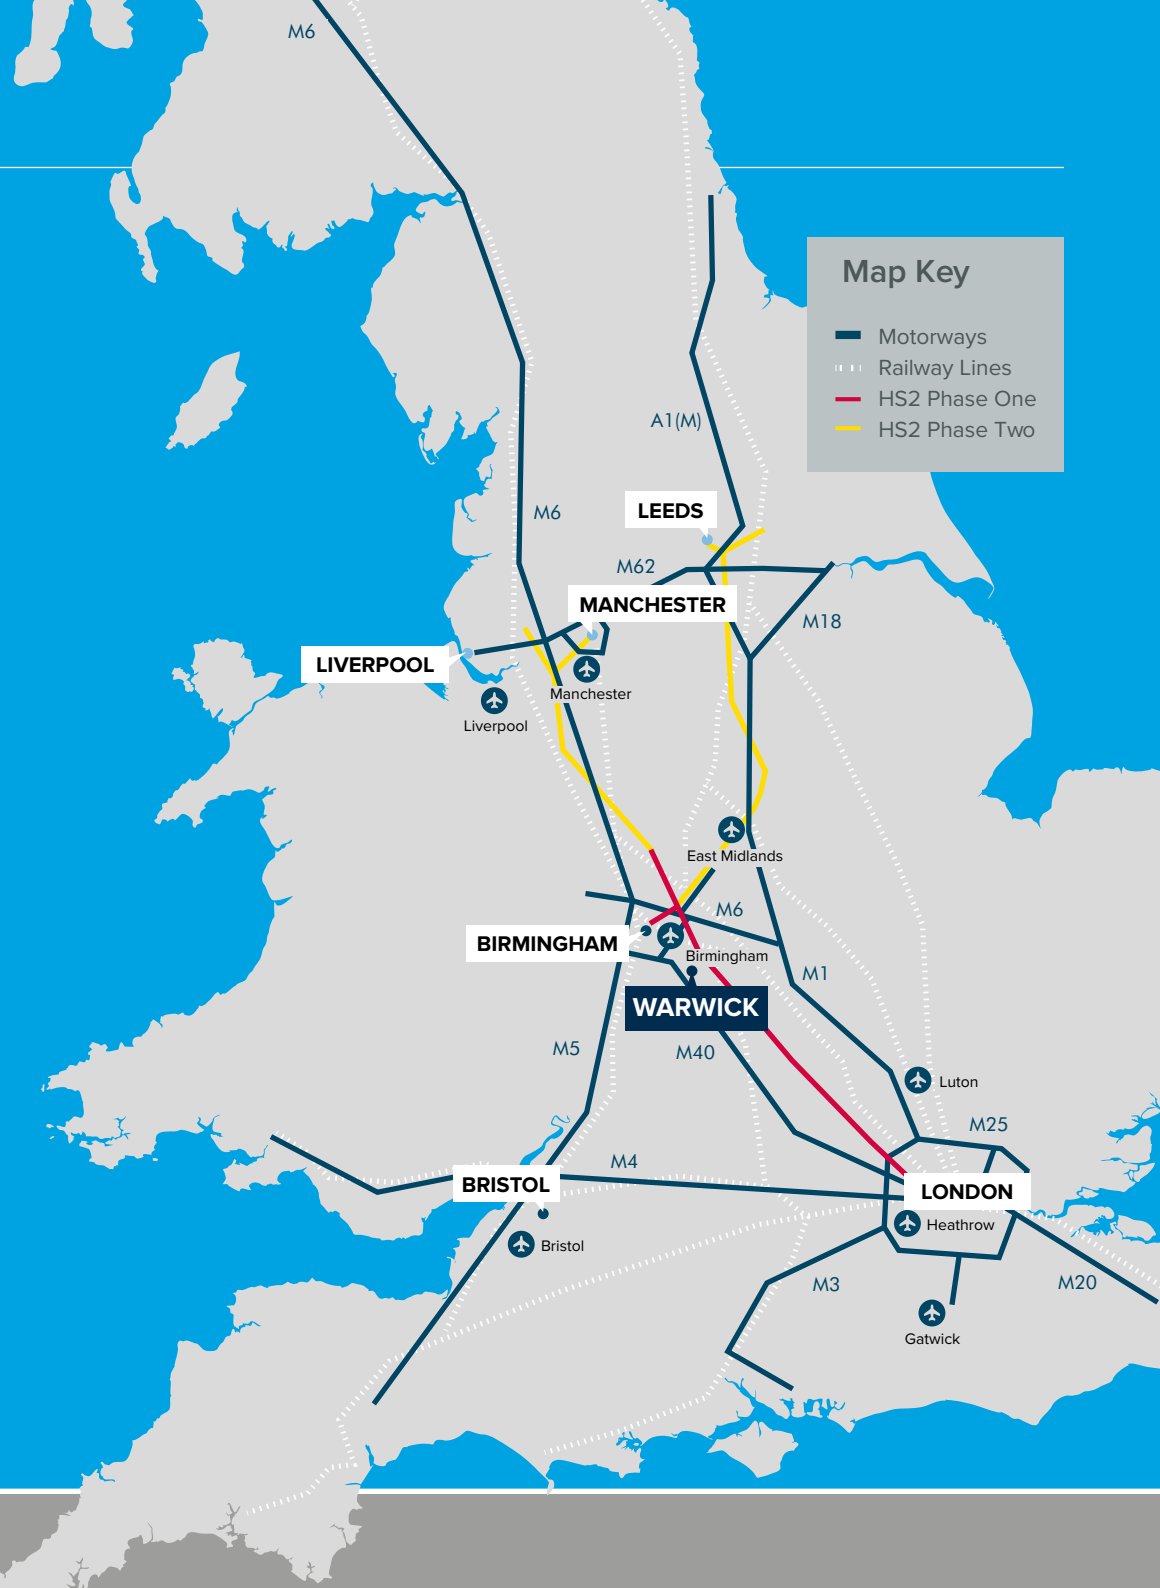 M6
Map Key
Motorways
Railway Lines
HS2 Phase One
HS2 Phase Two
A1(M)
LEEDS
M6
M62
MANCHESTER
M18
LIVERPOOL
Manchester
Liverpool
East Midlands
M6
BIRMINGHAM
Birmingham
M1
WARWICK
M5
M40
Luton
M25
M4
BRISTOL
LONDON
Heathrow
Bristol
M3
M20
Gatwick